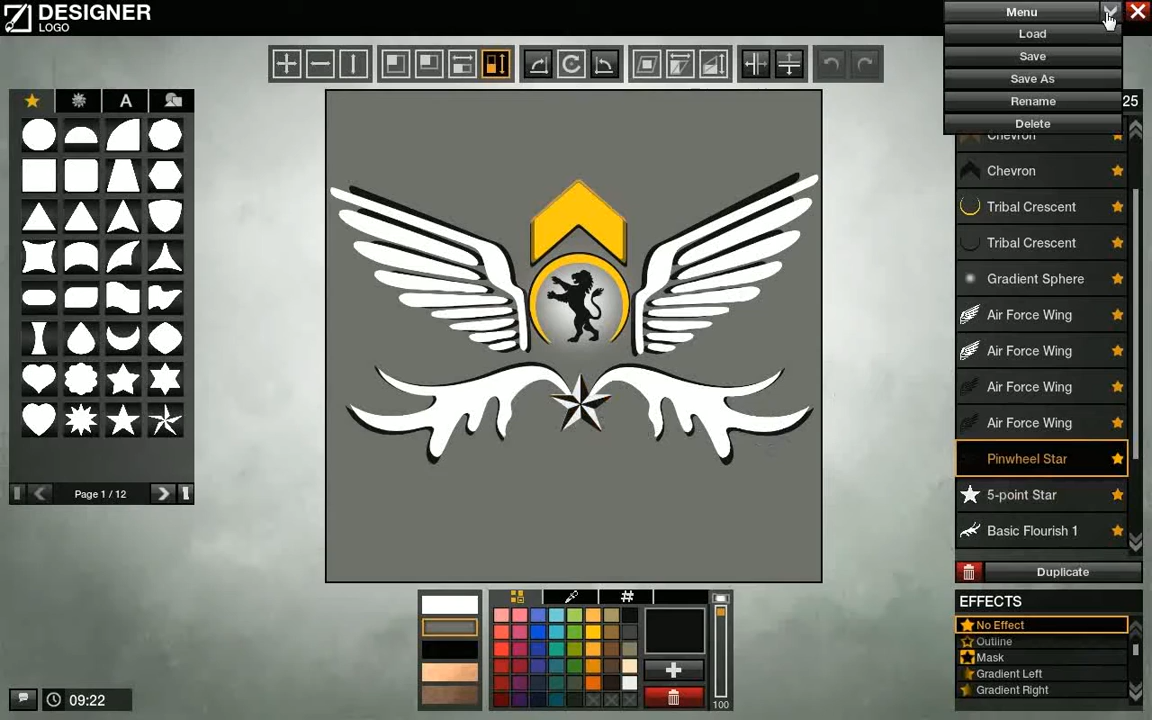 DESIGNER
LOGO
Menu
Load
Save
Save As
Rename
Delete
25
A
Chevron
Chevron
Tribal Crescent
Tribal Crescent
Gradient Sphere
Air Force Wing
Air Force Wing
Air Force Wing
Air Force Wing
Pinwheel Star
5-point Star
Basic Flourish 1
Page 1 / 12
Duplicate
EFFECTS
No Effect
Outline
Mask
Gradient Left
Gradient Right
#
100
09:22